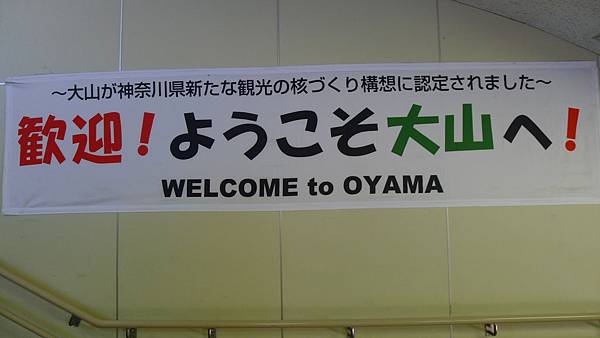 ～大山が神奈川県新たな観光の核づくり構想に認定されました～
歓迎！ようこそ大山へ！
WELCOME to OYAMA